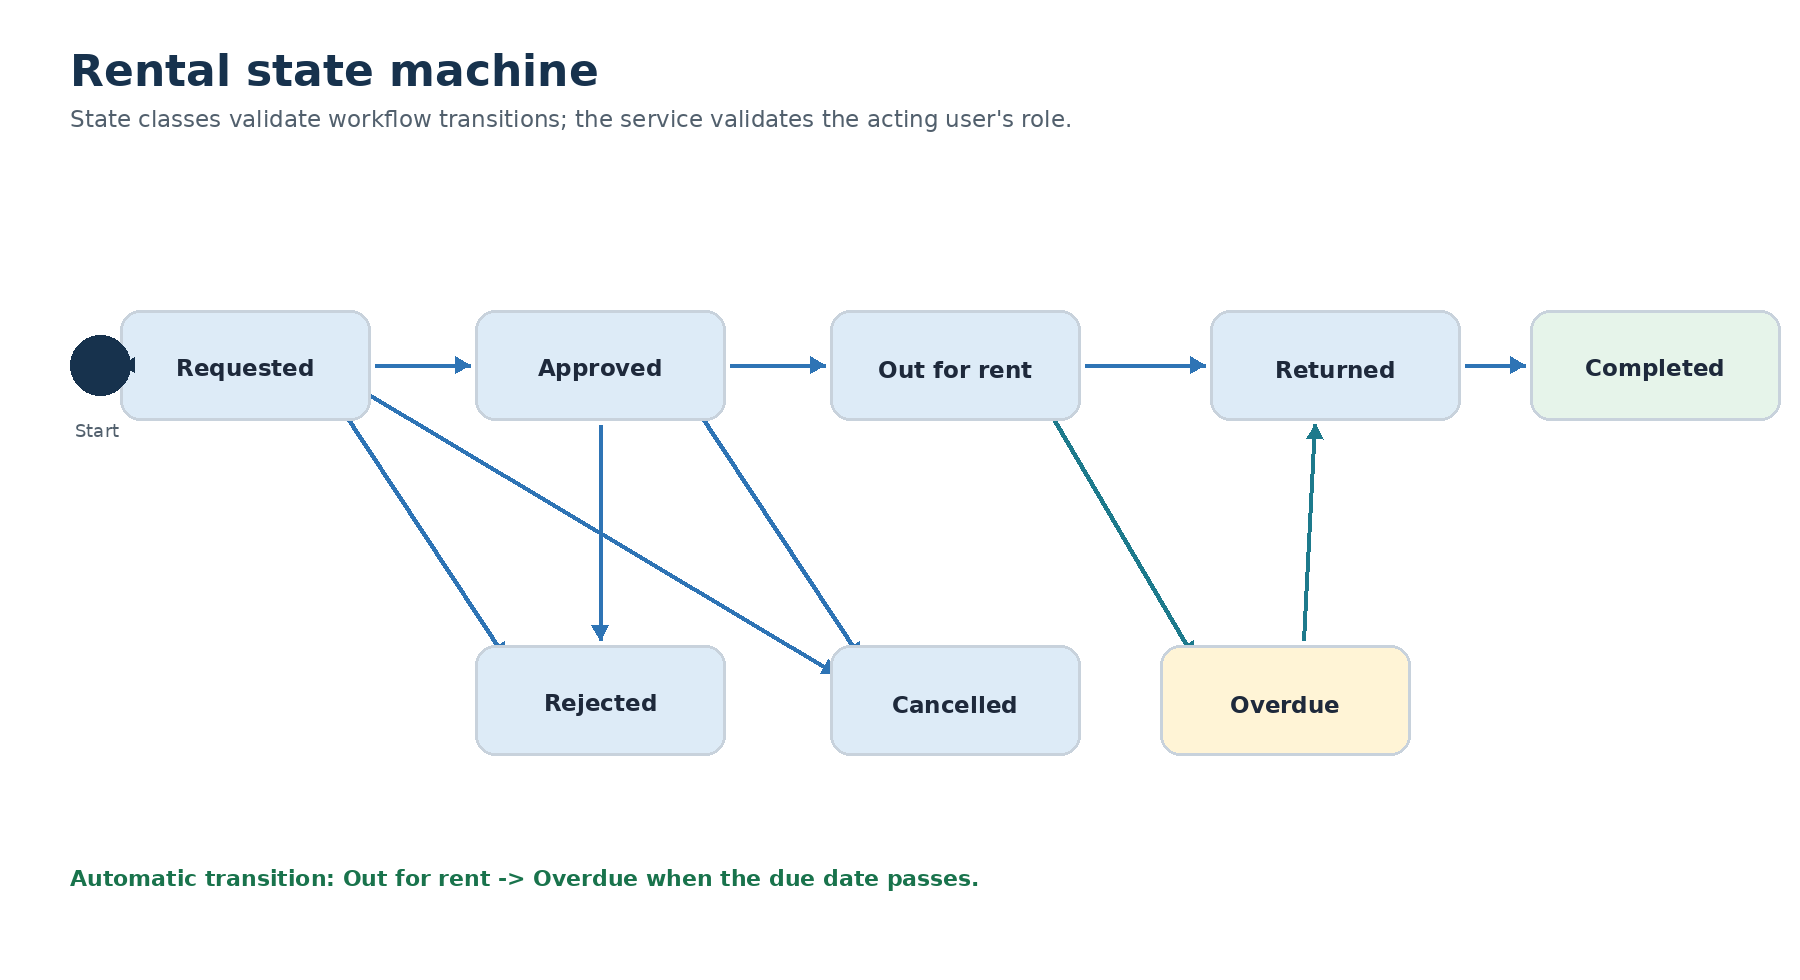 Rental state machine
State classes validate workflow transitions; the service validates the acting user's role.
Requested
Approved
Out for rent
Returned
Completed
Start
Rejected
Cancelled
Overdue
Automatic transition: Out for rent -> Overdue when the due date passes.